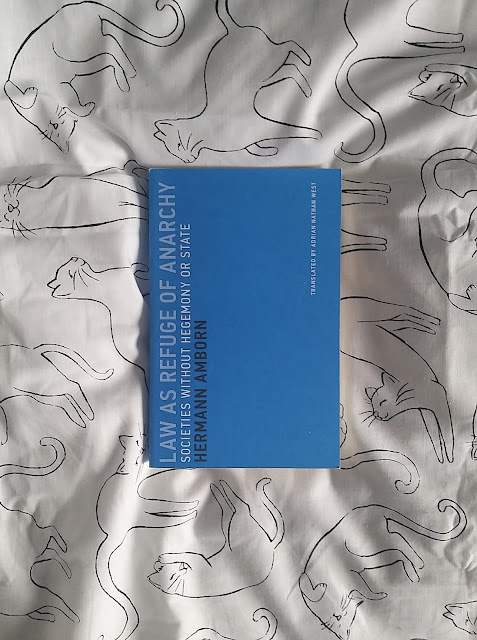 LAW AS REFUGE OF ANARCHY
SOCIETIES WITHOUT HEGEMONY OR STATE
HERMANN AMBORN
TRANSLATED BY ADRIAN NATHAN WEST